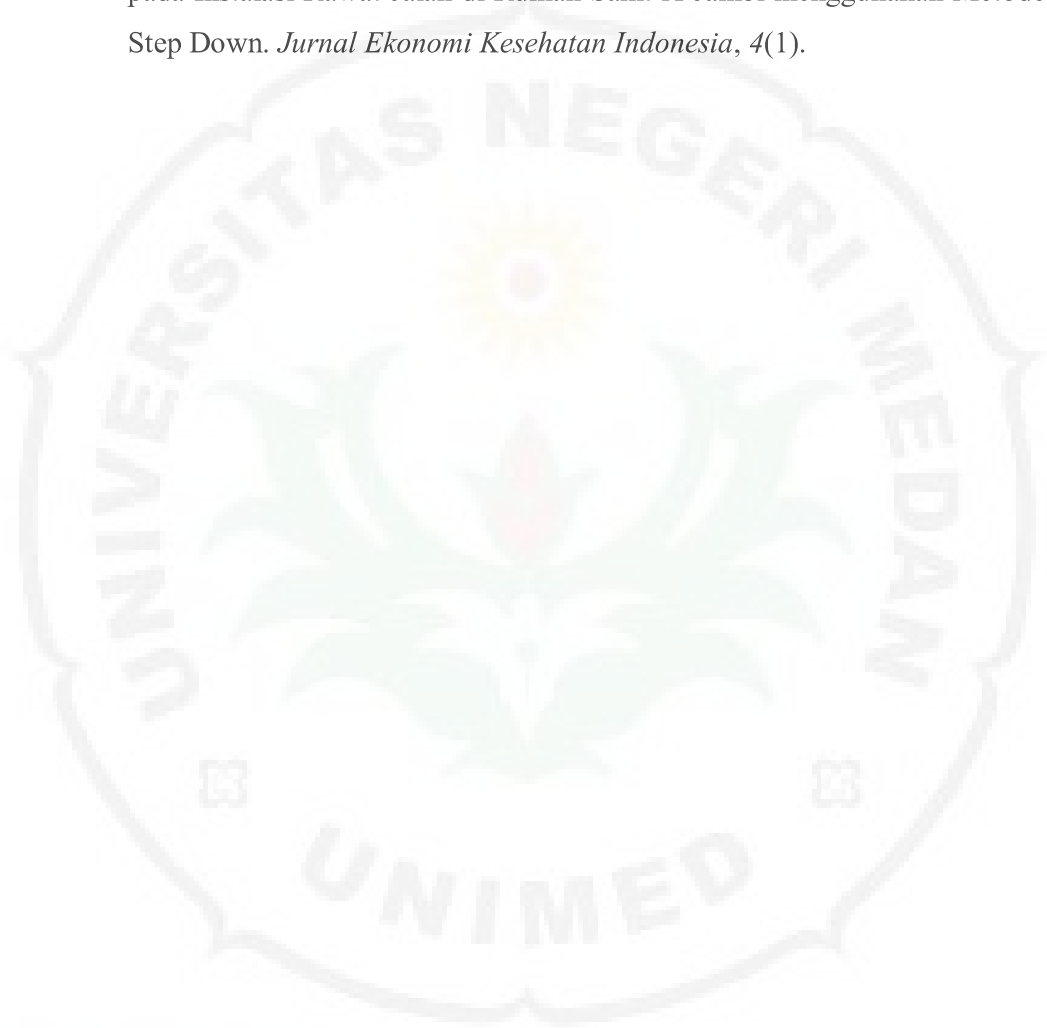 pada Instalasi Rawat Jalan di Rumah Sakit X Jambi menggunakan Metode
Step Down. Jurnal Ekonomi Kesehatan Indonesia, 4(1).
UNIVERSITAS NEGERI MEDAN
UNIMED